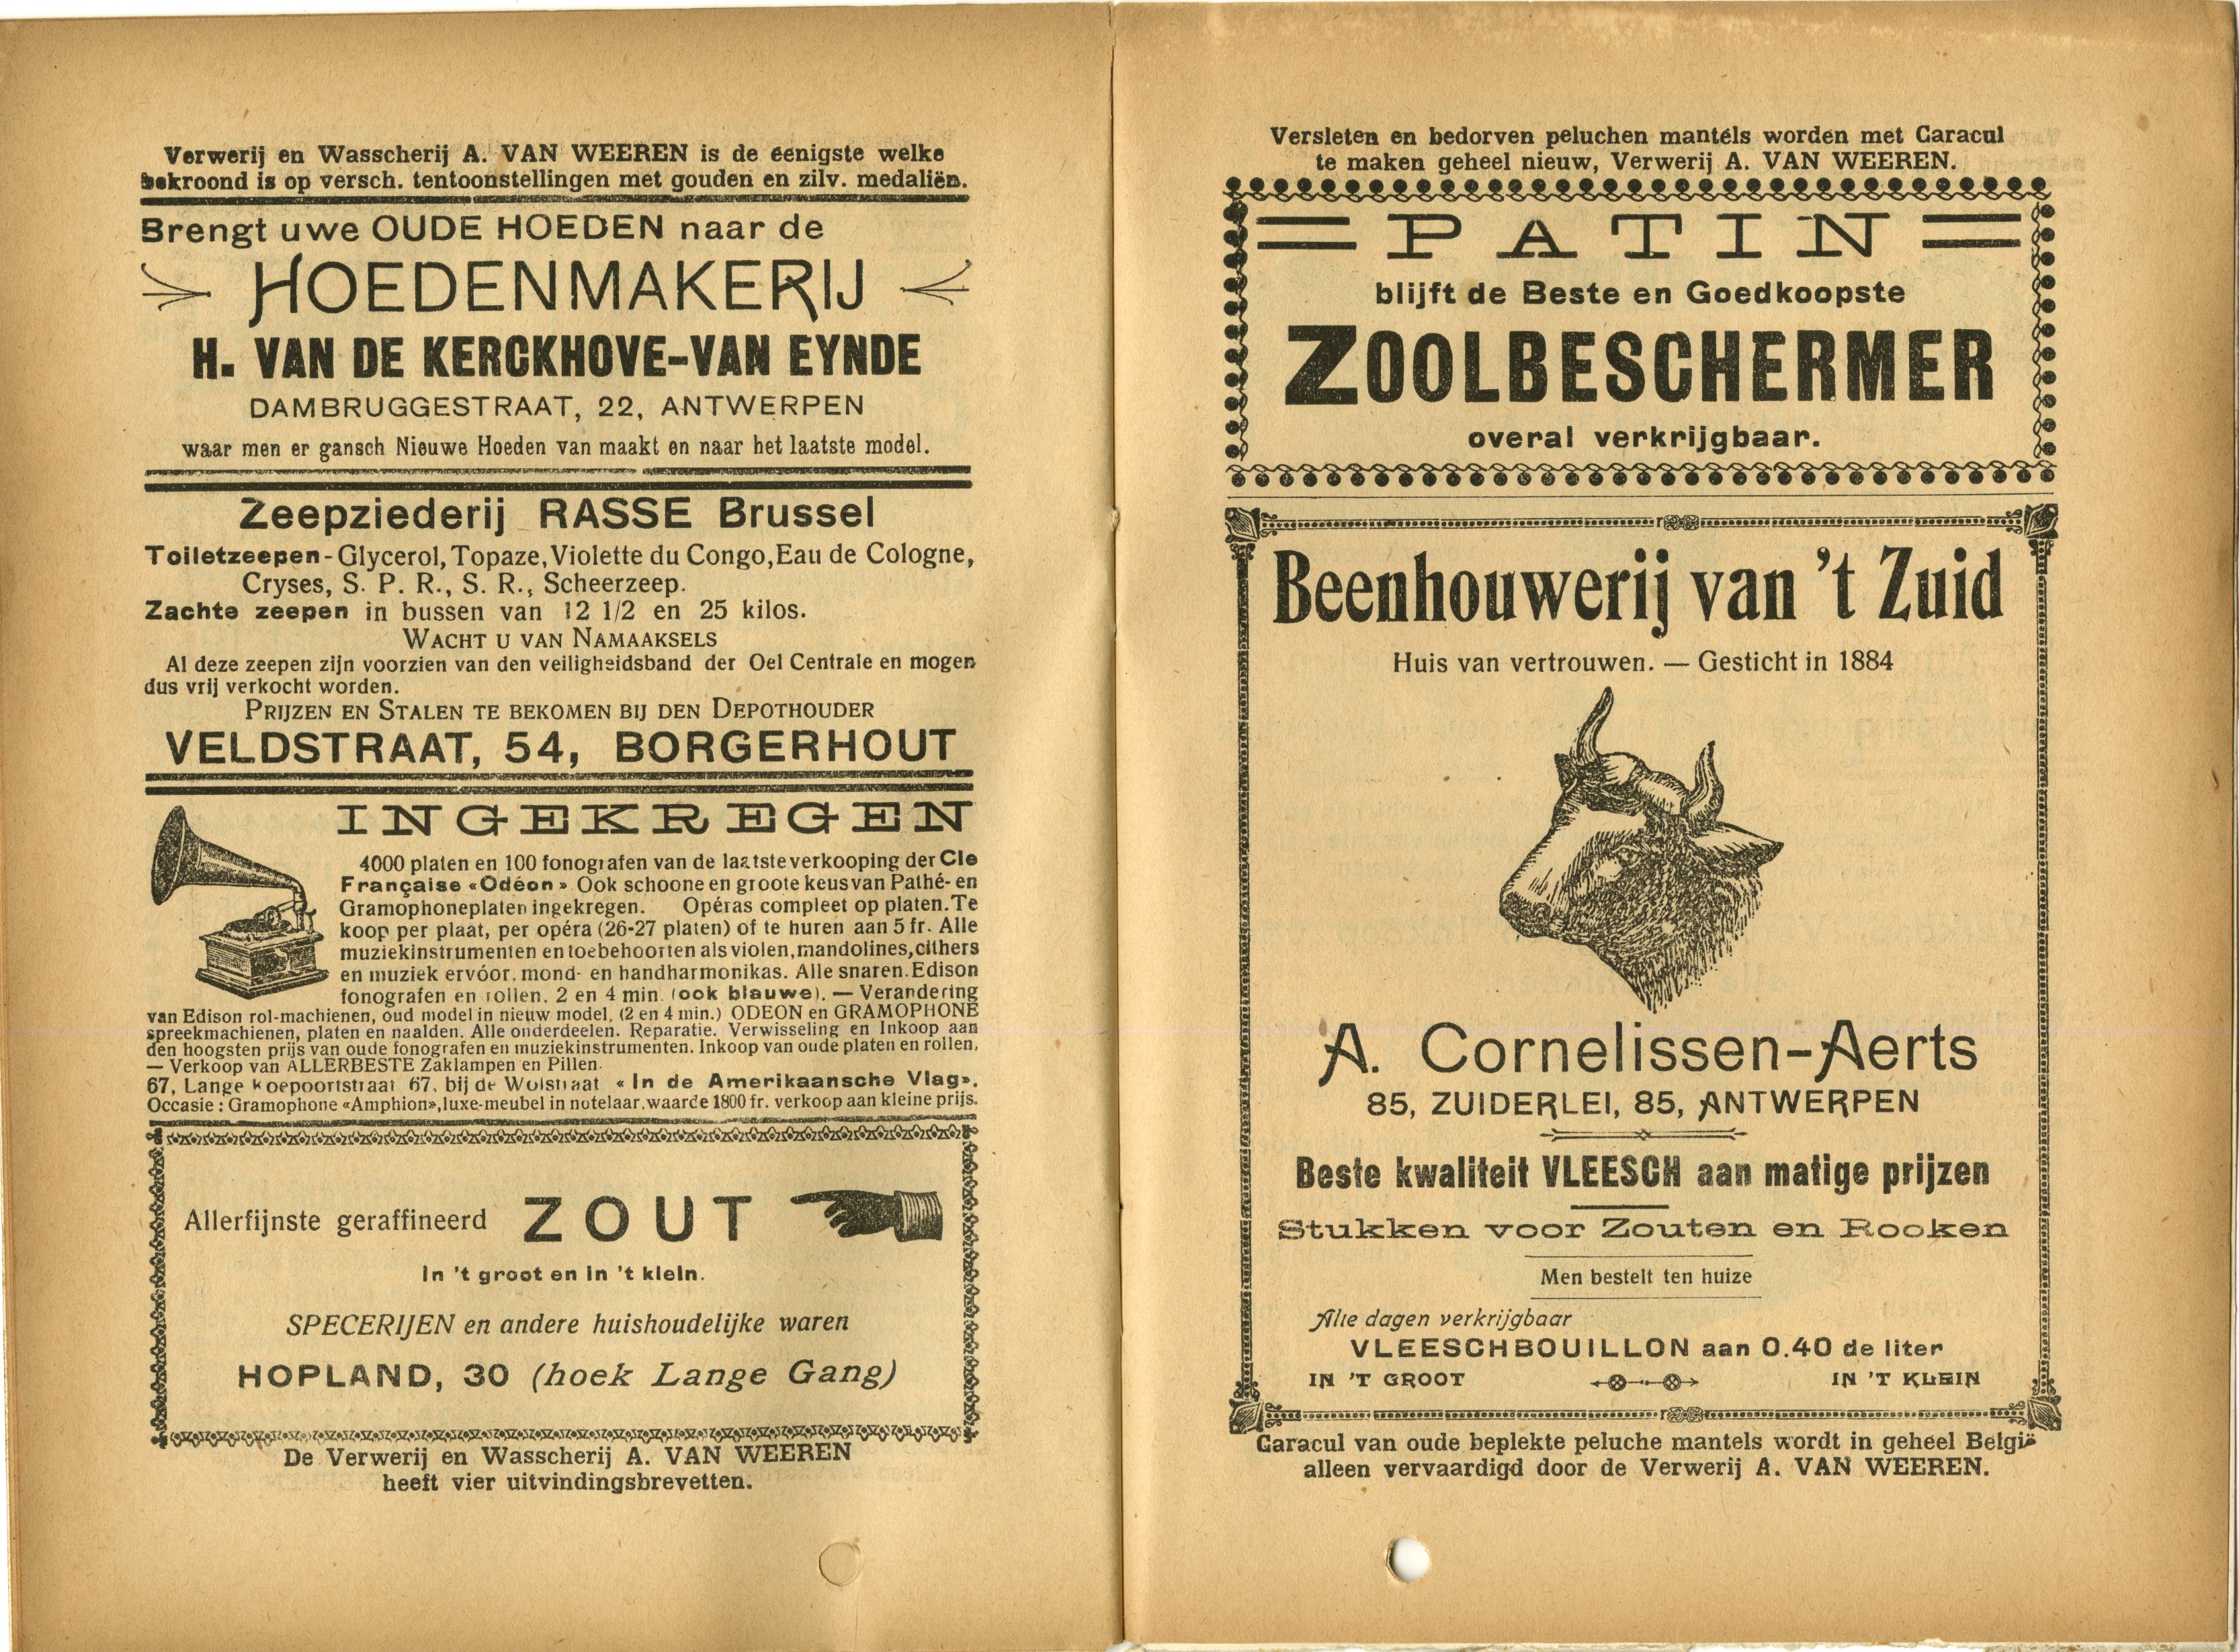 Verwerij en Wasscherij A. VAN WEEREN is de eenigste welke
bekroond is op versch. tentoonstellingen met gouden en zilv. medaliën.
Brengt uwe OUDE HOEDEN naar de
HOEDENMAKERIJ
H. VAN DE KERCKHOVE-VAN EYNDE
DAMBRUGGESTRAAT, 22, ANTWERPEN
waar men er gansch Nieuwe Hoeden van maakt en naar het laatste model.
Zeepziederij RASSE Brussel
Toiletzeepen - Glycerol, Topaze, Violette du Congo, Eau de Cologne,
Cryses, S. P. R., S. R., Scheerzeep.
Zachte zeepen in bussen van 12 1/2 en 25 kilos.
WACHT U VAN NAMAAKSELS
Al deze zeepen zijn voorzien van den veiligheidsband der Oel Centrale en mogen
dus vrij verkocht worden.
PRIJZEN EN STALEN TE BEKOMEN BIJ DEN DEPOTHOUDER
VELDSTRAAT, 54, BORGERHOUT
INGEKREGEN
4000 platen en 100 fonografen van de laatste verkooping der Cie
Française «Odéon» Ook schoone en groote keus van Pathé- en
Gramophoneplaten ingekregen. Opéras compleet op platen. Te
koop per plaat, per opéra (26-27 platen) of te huren aan 5 fr. Alle
muziekinstrumenten en toebehoorten als violen, mandolines, cithers
en muziek ervóor. mond- en handharmonikas. Alle snaren. Edison
fonografen en rollen, 2 en 4 min. (ook blauwe). — Verandering
van Edison rol-machienen, oud model in nieuw model, (2 en 4 min.) ODEON en GRAMOPHONE
spreekmachienen, platen en naalden. Alle onderdeelen. Reparatie. Verwisseling en Inkoop aan
den hoogsten prijs van oude fonografen en muziekinstrumenten. Inkoop van oude platen en rollen,
— Verkoop van ALLERBESTE Zaklampen en Pillen.
67, Lange Koepoortstraat 67, bij de Wolstraat «In de Amerikaansche Vlag».
Occasie : Gramophone «Amphion», luxe-meubel in notelaar, waarde 1800 fr. verkoop aan kleine prijs.
Allerfijnste geraffineerd ZOUT
in 't groot en in 't klein.
SPECERIJEN en andere huishoudelijke waren
HOPLAND, 30 (hoek Lange Gang)
De Verwerij en Wasscherij A. VAN WEEREN
heeft vier uitvindingsbrevetten.
Versleten en bedorven peluchen mantels worden met Caracul
te maken geheel nieuw, Verwerij A. VAN WEEREN.
PATIN
blijft de Beste en Goedkoopste
ZOOLBESCHERMER
overal verkrijgbaar.
Beenhouwerij van 't Zuid
Huis van vertrouwen. — Gesticht in 1884
A. Cornelissen-Aerts
85, ZUIDERLEI, 85, ANTWERPEN
Beste kwaliteit VLEESCH aan matige prijzen
Stukken voor Zouten en Rooken
Men bestelt ten huize
Alle dagen verkrijgbaar
VLEESCHBOUILLON aan 0.40 de liter
IN 'T GROOT IN 'T KLEIN
Caracul van oude beplekte peluche mantels wordt in geheel België
alleen vervaardigd door de Verwerij A. VAN WEEREN.